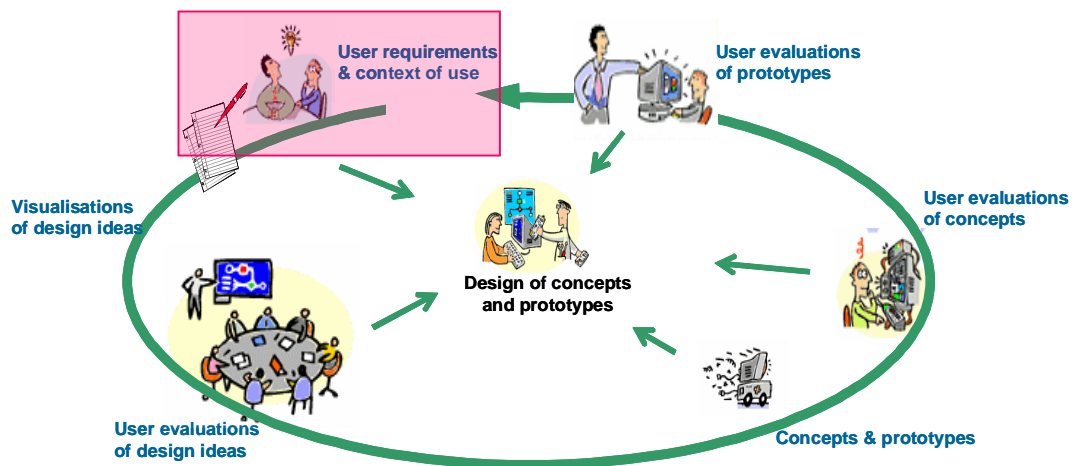 User requirements
& context of use
User evaluations
of prototypes
Visualisations
of design ideas
User evaluations
of concepts
Design of concepts
and prototypes
User evaluations
of design ideas
Concepts & prototypes